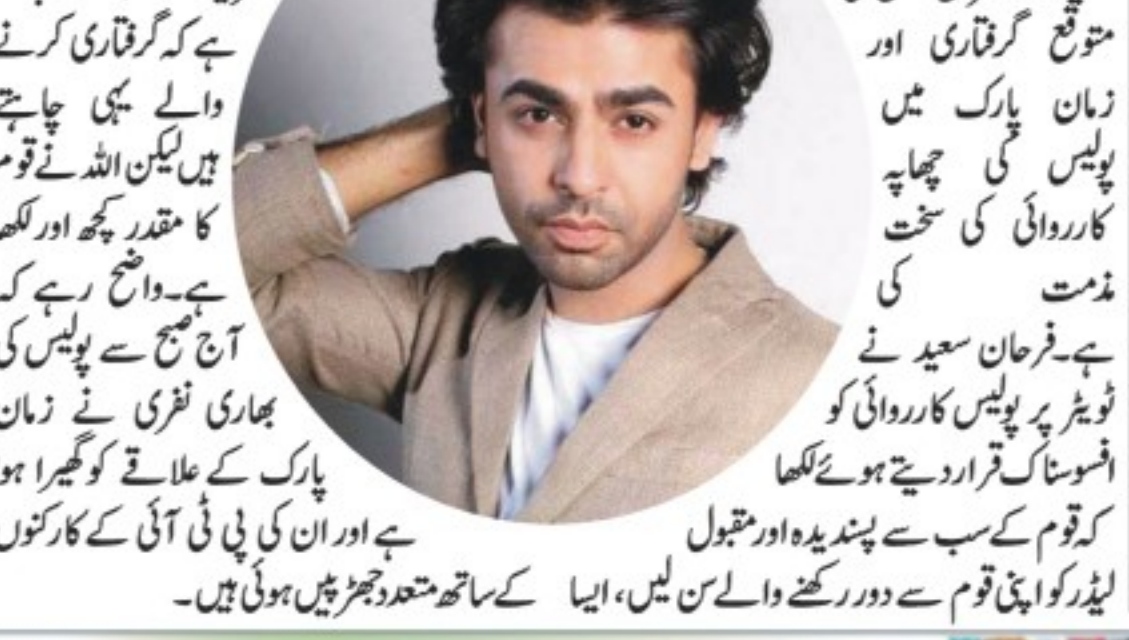 متوقع گرفتاری اور
زمان پارک میں
پولیس کی چھاپہ
کارروائی کی سخت
مذمت کی
ہے۔فرحان سعید نے
ٹویٹر پر پولیس کارروائی کو
افسوسناک قراردیتے ہوئے لکھا
کہ قوم کے سب سے پسندیدہ اور مقبول
لیڈر کو اپنی قوم سے دور رکھنے والے سن لیں، ایسا
ہے کہ گرفتاری کرنے
والے یہی چاہتے
ہیں لیکن اللہ نے قوم
کا مقدر کچھ اور لکھ
ہے۔واضح رہے کہ
آج صبح سے پولیس کی
بھاری نفری نے زمان
پارک کے علاقے کو گھیرا ہو
ہے اور ان کی پی ٹی آئی کے کارکنوں
کے ساتھ متعدد جھڑپیں ہوئی ہیں۔